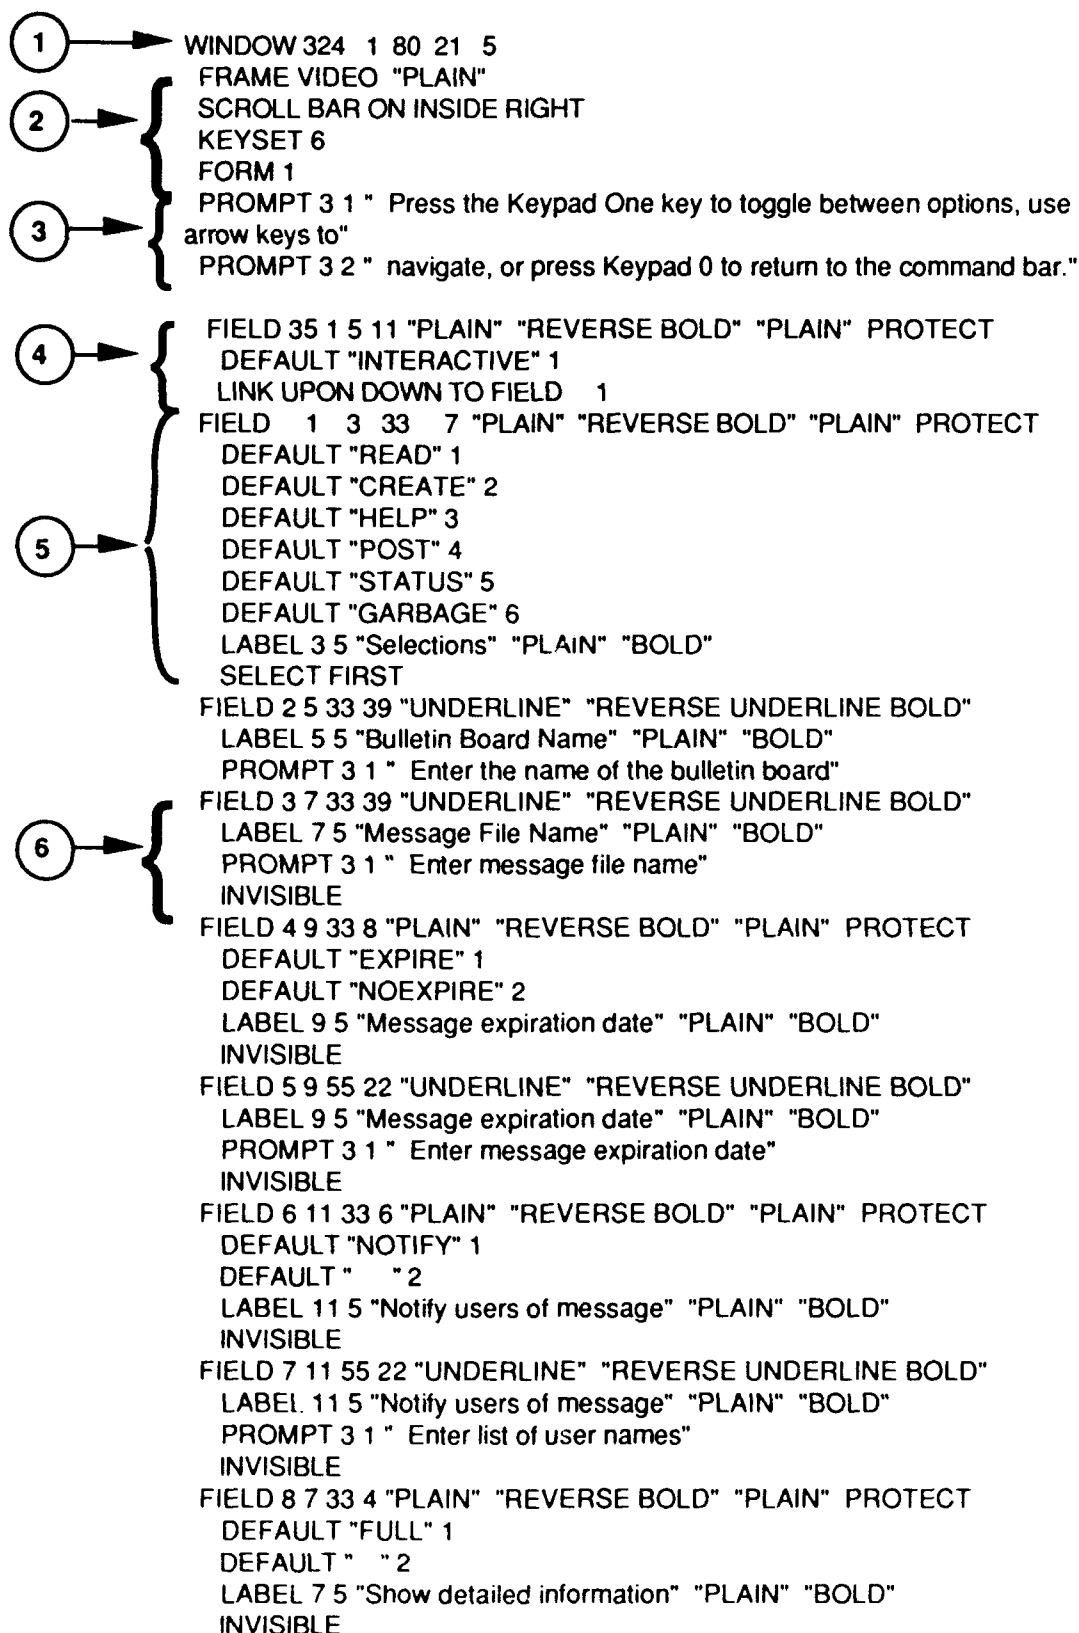 1 WINDOW 324 1 80 21 5
FRAME VIDEO "PLAIN"
2 SCROLL BAR ON INSIDE RIGHT
KEYSET 6
FORM 1
PROMPT 3 1 " Press the Keypad One key to toggle between options, use
3 arrow keys to"
PROMPT 3 2 " navigate, or press Keypad 0 to return to the command bar."
FIELD 35 1 5 11 "PLAIN" "REVERSE BOLD" "PLAIN" PROTECT
4 DEFAULT "INTERACTIVE" 1
LINK UPON DOWN TO FIELD 1
FIELD 1 3 33 7 "PLAIN" "REVERSE BOLD" "PLAIN" PROTECT
DEFAULT "READ" 1
DEFAULT "CREATE" 2
DEFAULT "HELP" 3
5 DEFAULT "POST" 4
DEFAULT "STATUS" 5
DEFAULT "GARBAGE" 6
LABEL 3 5 "Selections" "PLAIN" "BOLD"
SELECT FIRST
FIELD 2 5 33 39 "UNDERLINE" "REVERSE UNDERLINE BOLD"
LABEL 5 5 "Bulletin Board Name" "PLAIN" "BOLD"
PROMPT 3 1 " Enter the name of the bulletin board"
FIELD 3 7 33 39 "UNDERLINE" "REVERSE UNDERLINE BOLD"
6 LABEL 7 5 "Message File Name" "PLAIN" "BOLD"
PROMPT 3 1 " Enter message file name"
INVISIBLE
FIELD 4 9 33 8 "PLAIN" "REVERSE BOLD" "PLAIN" PROTECT
DEFAULT "EXPIRE" 1
DEFAULT "NOEXPIRE" 2
LABEL 9 5 "Message expiration date" "PLAIN" "BOLD"
INVISIBLE
FIELD 5 9 55 22 "UNDERLINE" "REVERSE UNDERLINE BOLD"
LABEL 9 5 "Message expiration date" "PLAIN" "BOLD"
PROMPT 3 1 " Enter message expiration date"
INVISIBLE
FIELD 6 11 33 6 "PLAIN" "REVERSE BOLD" "PLAIN" PROTECT
DEFAULT "NOTIFY" 1
DEFAULT " " 2
LABEL 11 5 "Notify users of message" "PLAIN" "BOLD"
INVISIBLE
FIELD 7 11 55 22 "UNDERLINE" "REVERSE UNDERLINE BOLD"
LABEL 11 5 "Notify users of message" "PLAIN" "BOLD"
PROMPT 3 1 " Enter list of user names"
INVISIBLE
FIELD 8 7 33 4 "PLAIN" "REVERSE BOLD" "PLAIN" PROTECT
DEFAULT "FULL" 1
DEFAULT " " 2
LABEL 7 5 "Show detailed information" "PLAIN" "BOLD"
INVISIBLE